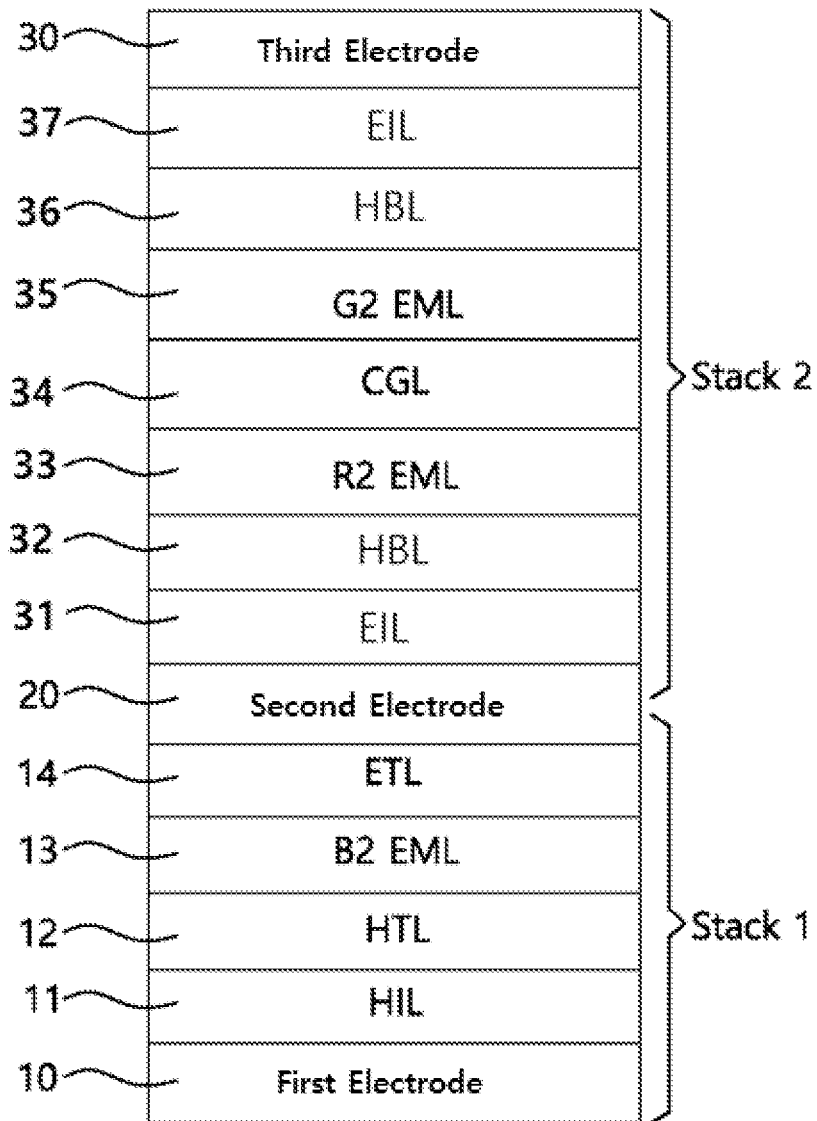 30 Third Electrode
37 EIL
36 HBL
35 G2 EML
34 CGL
Stack 2
33 R2 EML
32 HBL
31 EIL
20 Second Electrode
14 ETL
13 B2 EML
12 HTL
Stack 1
11 HIL
10 First Electrode